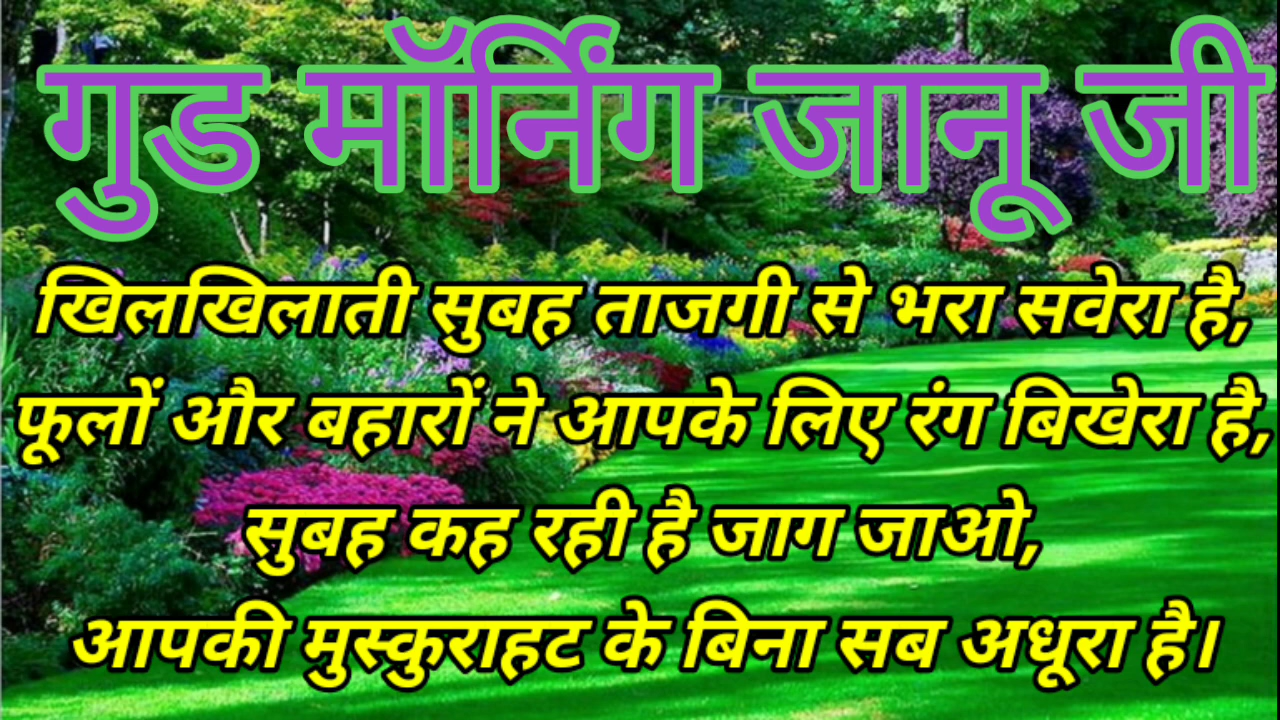 गुड मॉर्निंग जानू जी
खिलखिलाती सुबह ताजगी से भरा सवेरा है,
फूलों और बहारों ने आपके लिए रंग बिखेरा है,
सुबह कह रही है जाग जाओ,
आपकी मुस्कुराहट के बिना सब अधूरा है।